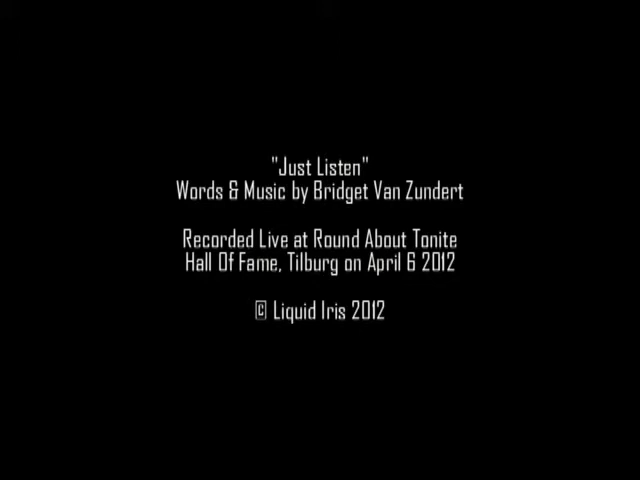 "Just Listen"
Words & Music by Bridget Van Zundert
Recorded Live at Round About Tonite
Hall Of Fame, Tilburg on April 6 2012
© Liquid Iris 2012